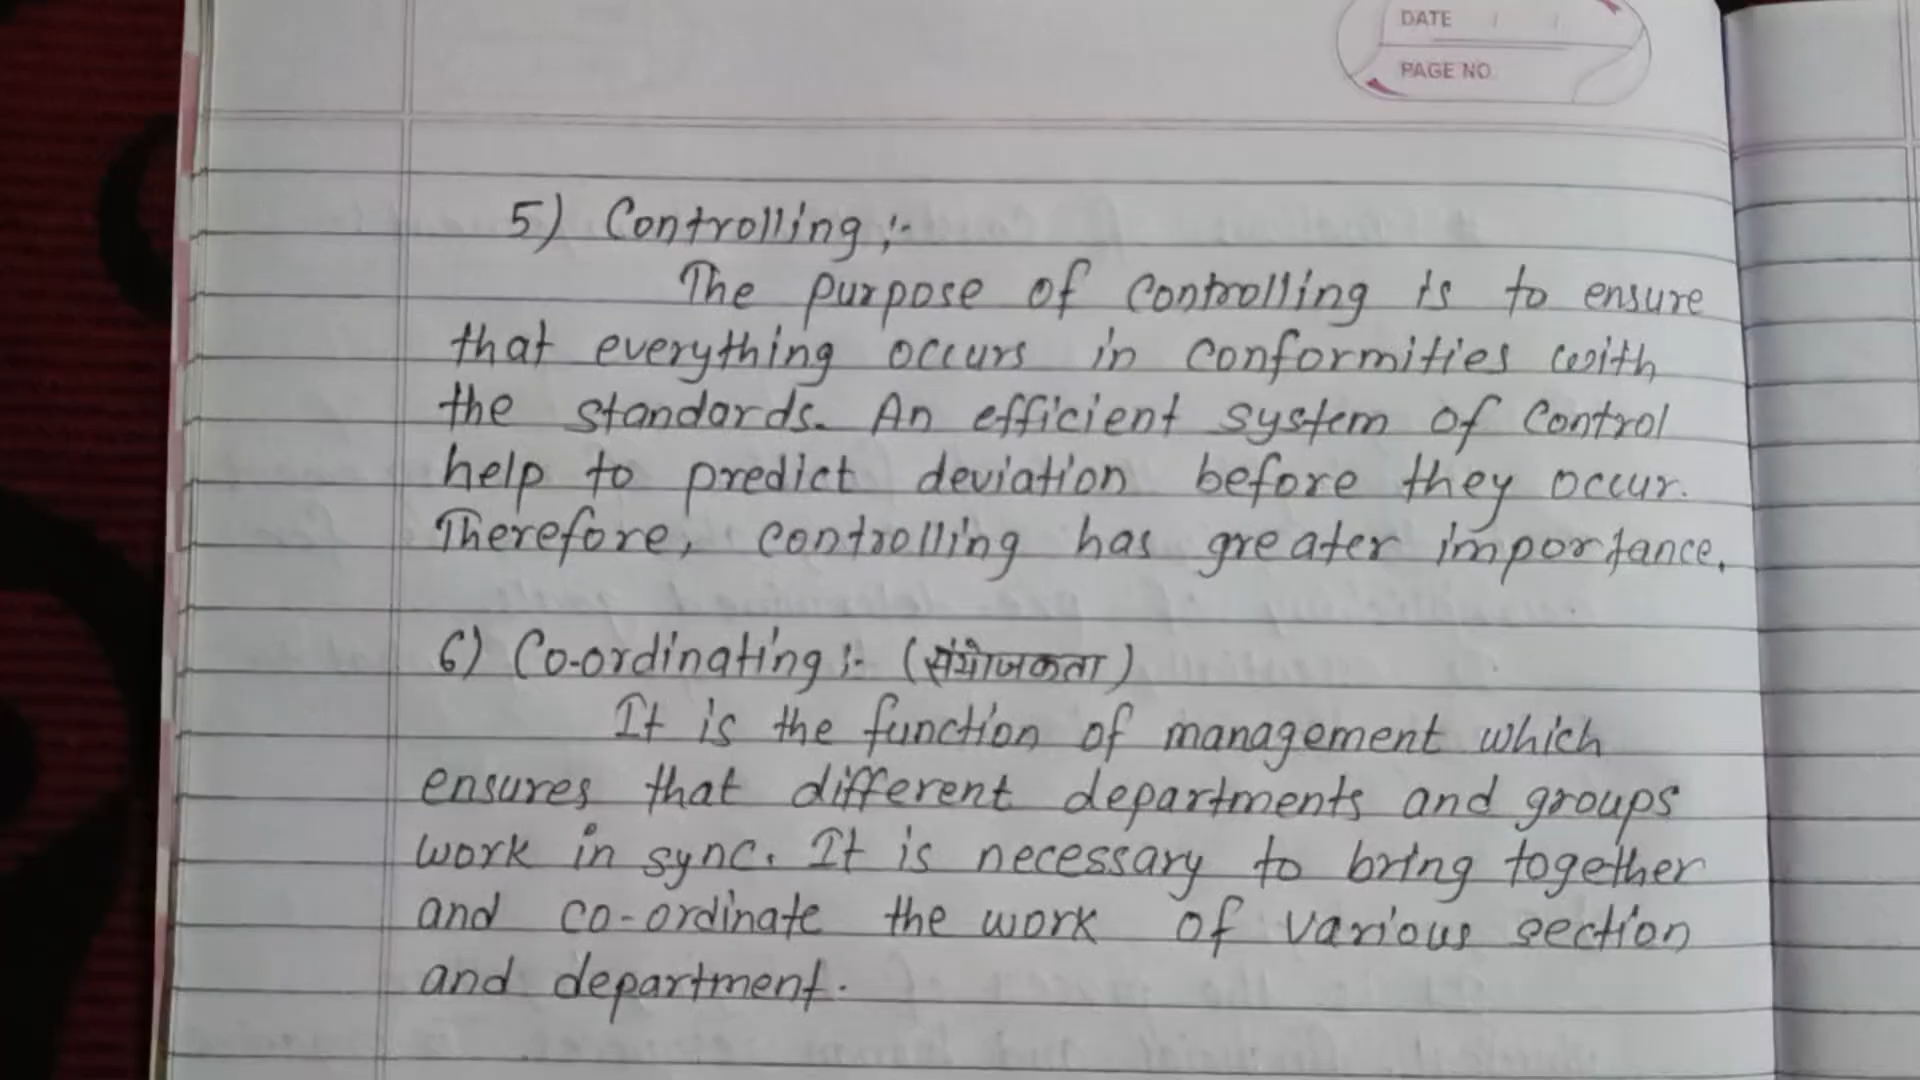 DATE / /
PAGE NO.
5) Controlling :-
The purpose of controlling is to ensure
that everything occurs in conformities with
the standards. An efficient system of control
help to predict deviation before they occur.
Therefore, controlling has greater importance.
6) Co-ordinating :- (संयोजकता)
It is the function of management which
ensures that different departments and groups
work in sync. It is necessary to bring together
and co-ordinate the work of various section
and department.